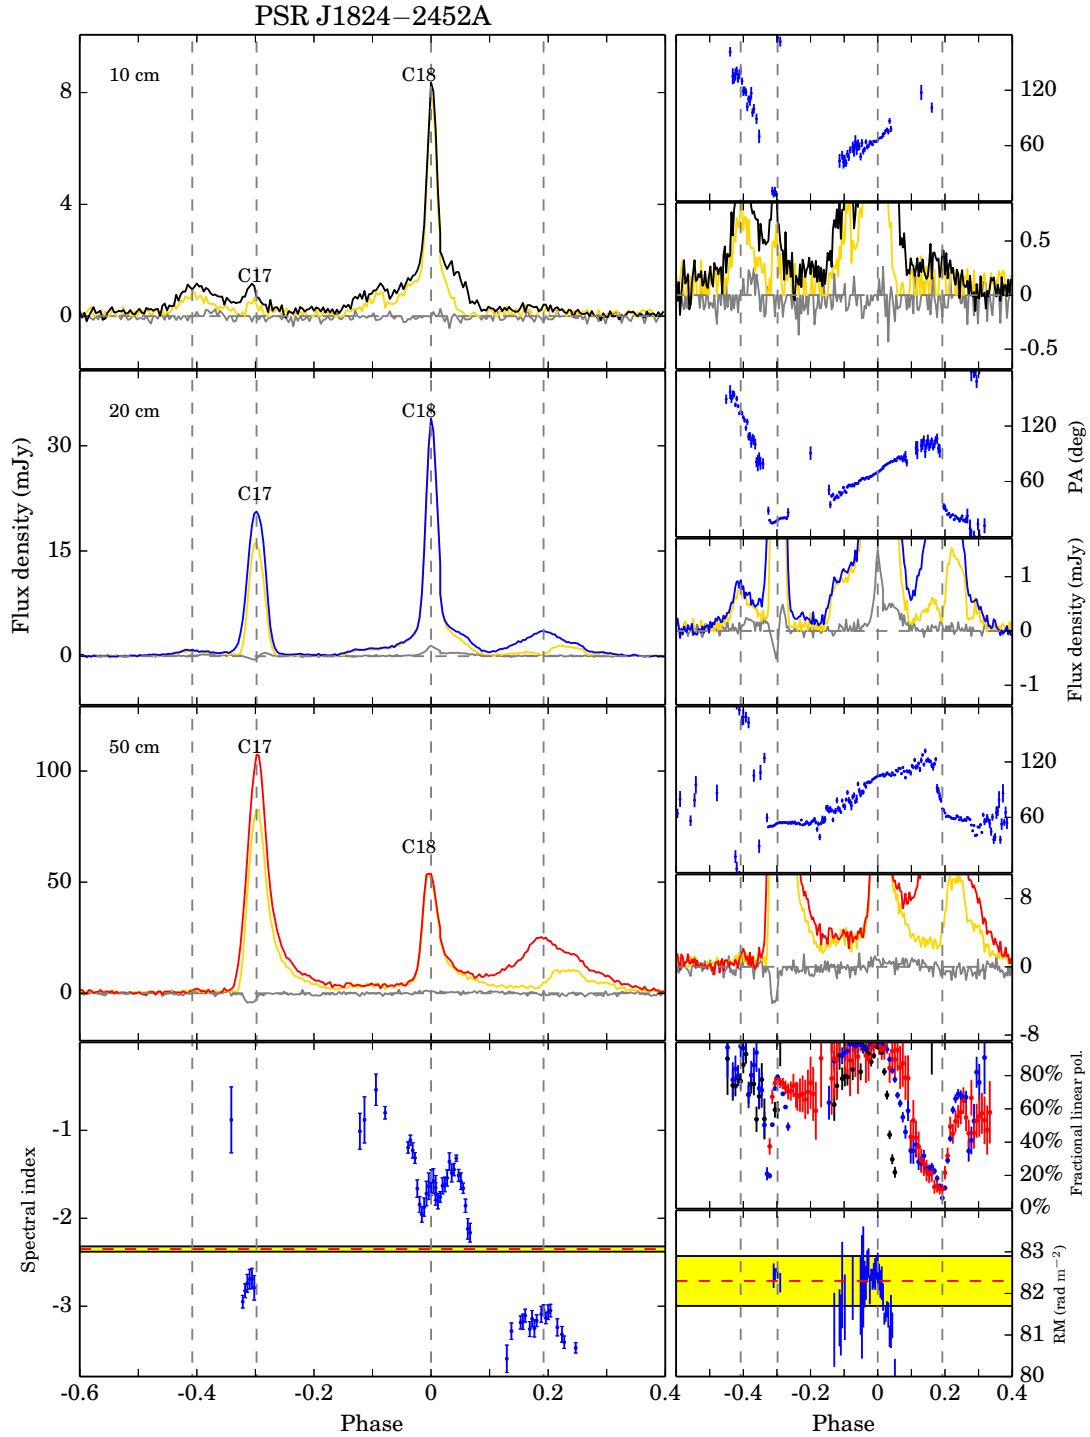 PSR J1824−2452A
10 cm
C18
C17
8
4
0
120
60
0.5
0
-0.5
20 cm
C18
C17
30
15
0
120
60
1
0
-1
Flux density (mJy)
PA (deg)
Flux density (mJy)
50 cm
C17
C18
100
50
0
120
60
8
0
-8
Spectral index
-1
-2
-3
80%
60%
40%
20%
0%
Fractional linear pol.
83
82
81
80
RM (rad m−2)
-0.6 -0.4 -0.2 0 0.2 0.4
Phase
-0.6 -0.4 -0.2 0 0.2 0.4
Phase